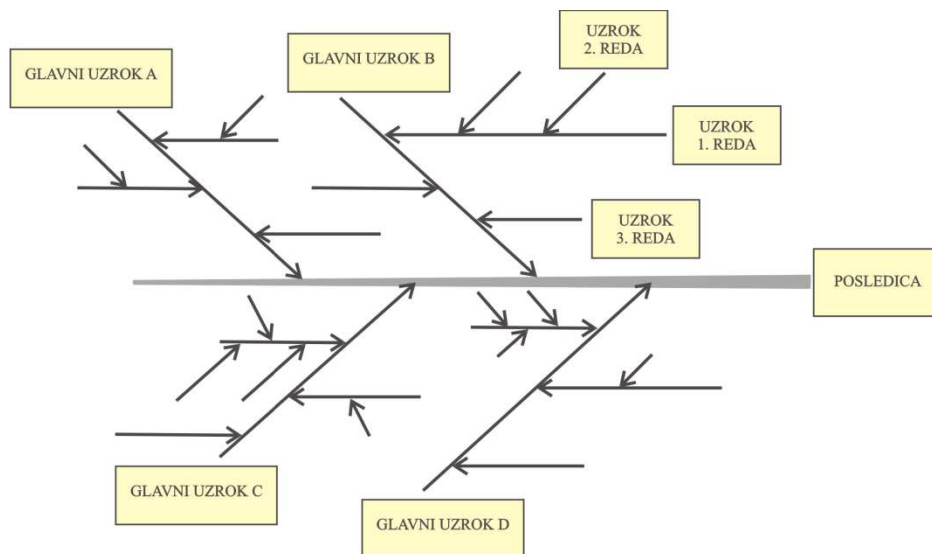 GLAVNI UZROK A
GLAVNI UZROK B
UZROK
2. REDA
UZROK
1. REDA
UZROK
3. REDA
POSLEDICA
GLAVNI UZROK C
GLAVNI UZROK D